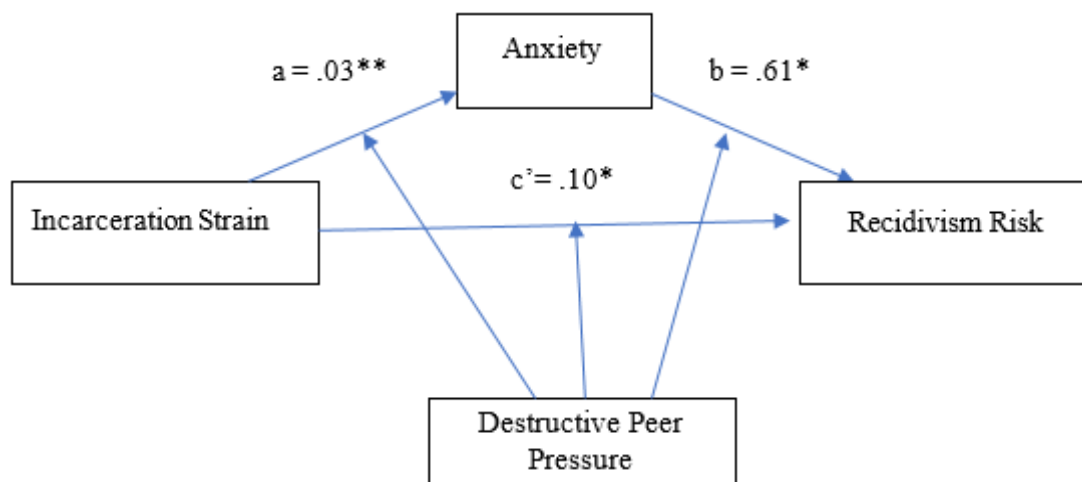 Anxiety
a = .03**
b = .61*
c’= .10*
Incarceration Strain
Recidivism Risk
Destructive Peer
Pressure